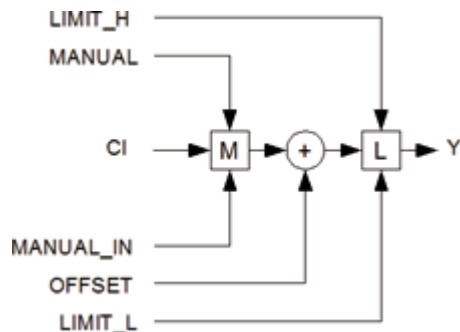 LIMIT_H
MANUAL
CI
M
+
L
Y
MANUAL_IN
OFFSET
LIMIT_L